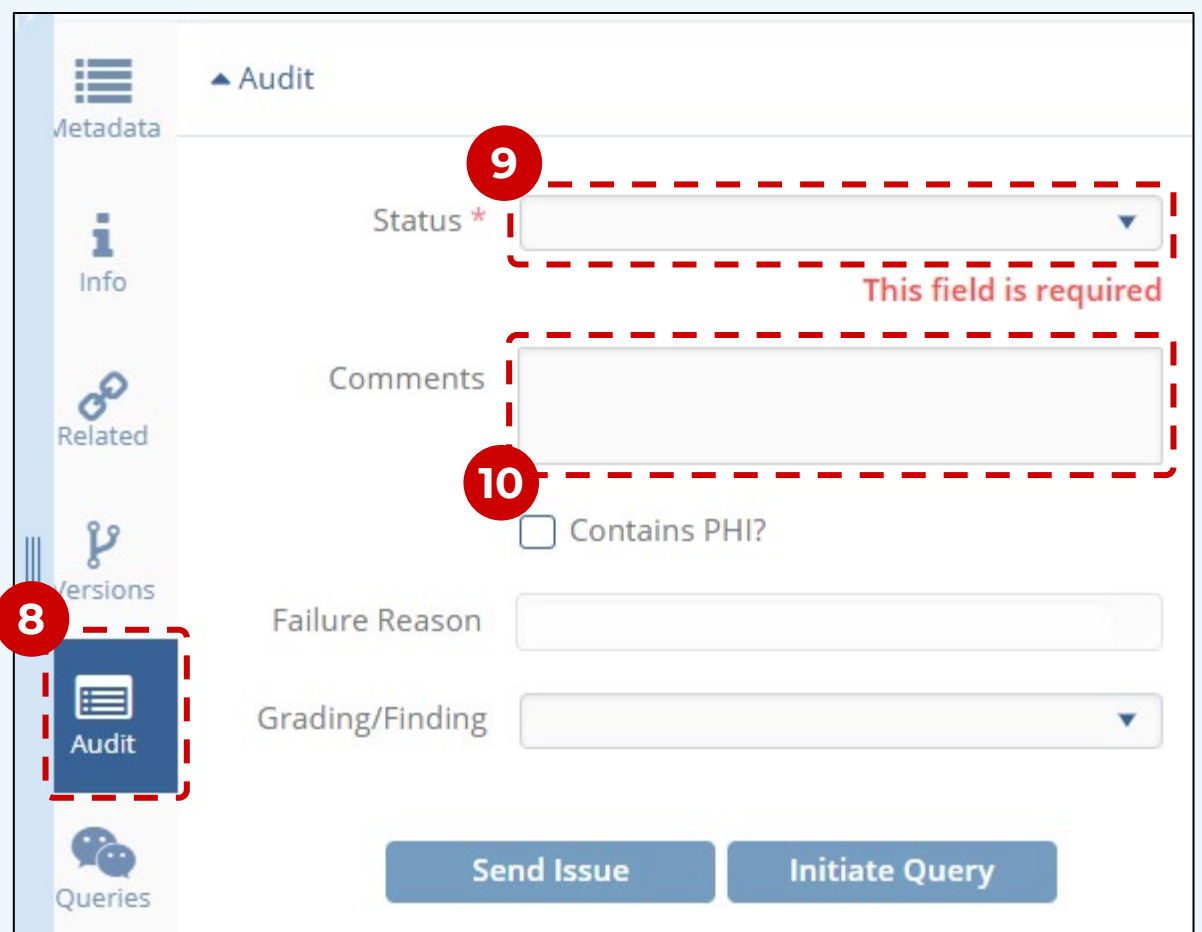 Metadata
Audit
9
Status *
Info
This field is required
Comments
Related
10
Contains PHI?
Versions
8
Failure Reason
Audit
Grading/Finding
Send Issue
Initiate Query
Queries